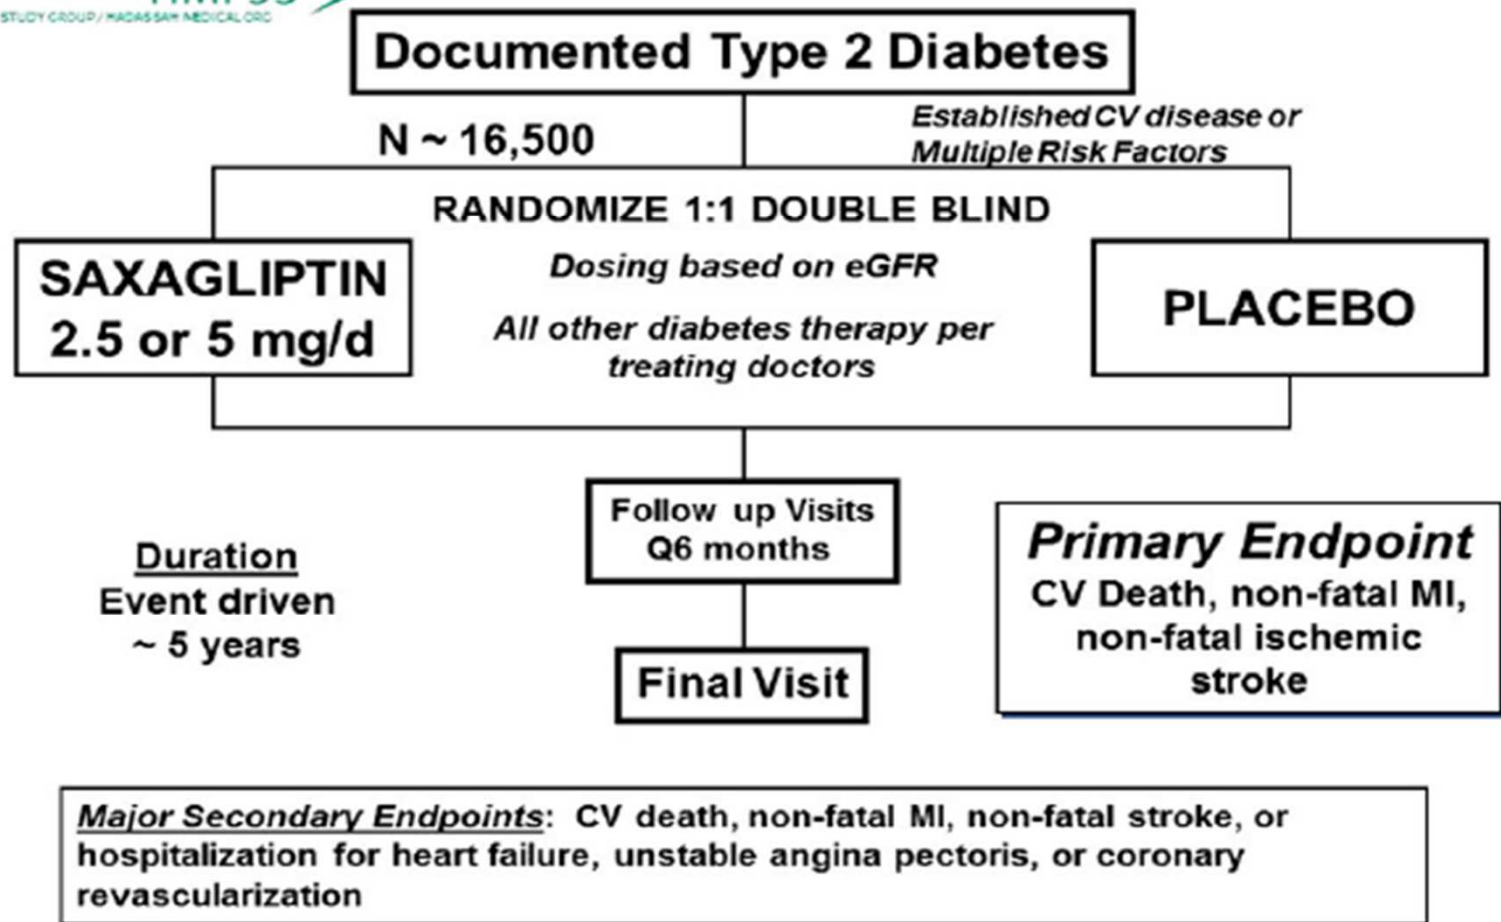 STUDY GROUP / HADASSAH MEDICAL ORG
Documented Type 2 Diabetes
N ~ 16,500
Established CV disease or
Multiple Risk Factors
RANDOMIZE 1:1 DOUBLE BLIND
SAXAGLIPTIN
2.5 or 5 mg/d
Dosing based on eGFR
All other diabetes therapy per
treating doctors
PLACEBO
Follow up Visits
Q6 months
Duration
Event driven
~ 5 years
Final Visit
Primary Endpoint
CV Death, non-fatal MI,
non-fatal ischemic
stroke
Major Secondary Endpoints: CV death, non-fatal MI, non-fatal stroke, or
hospitalization for heart failure, unstable angina pectoris, or coronary
revascularization